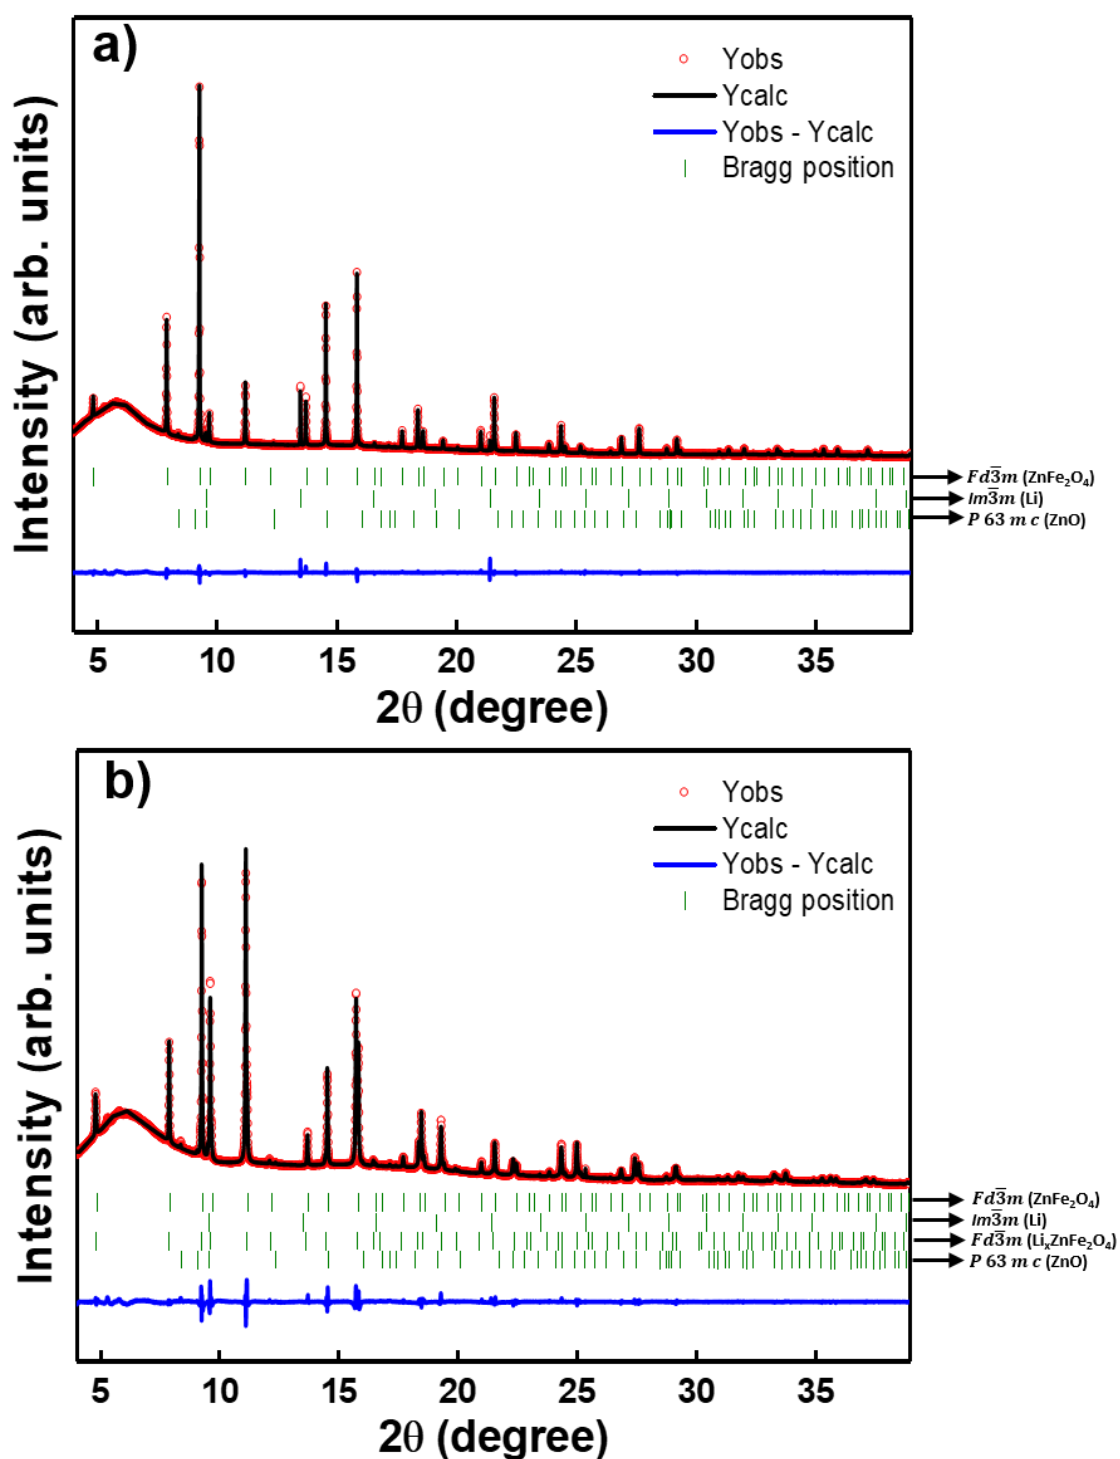 a)
Yobs
Ycalc
Yobs - Ycalc
Bragg position
Intensity (arb. units)
Fd3̅m (ZnFe₂O₄)
Im3̅m (Li)
P 63 m c (ZnO)
5 10 15 20 25 30 35
2θ (degree)
b)
Yobs
Ycalc
Yobs - Ycalc
Bragg position
Intensity (arb. units)
Fd3̅m (ZnFe₂O₄)
Im3̅m (Li)
Fd3̅m (LiₓZnFe₂O₄)
P 63 m c (ZnO)
5 10 15 20 25 30 35
2θ (degree)